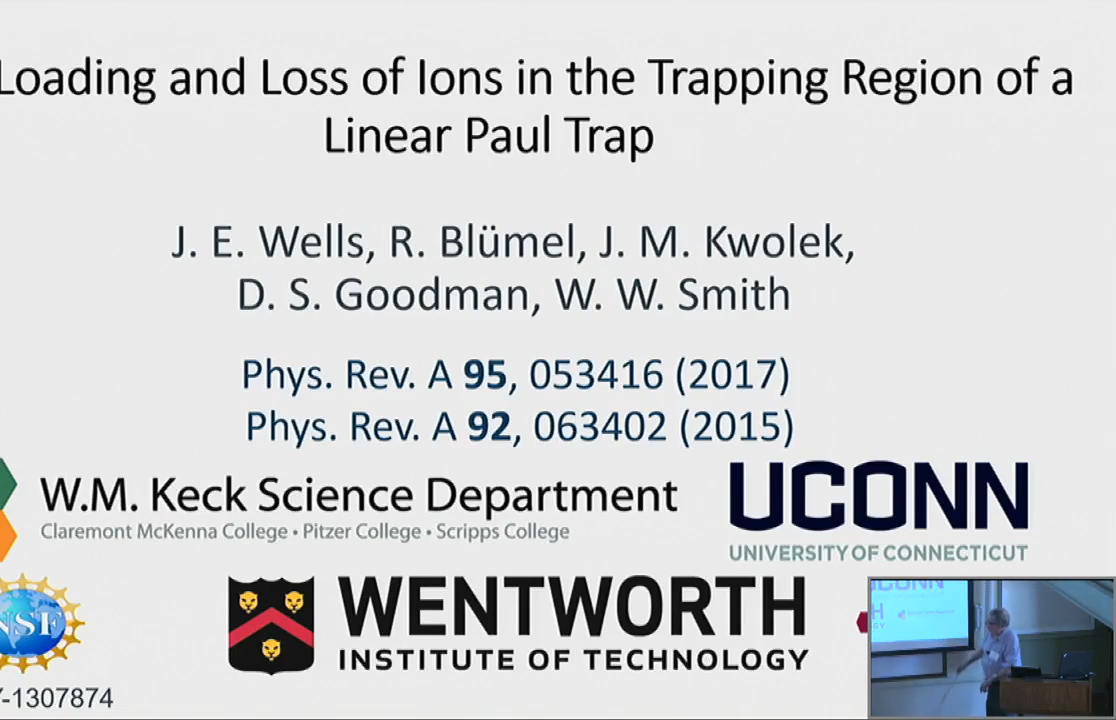 Loading and Loss of Ions in the Trapping Region of a
Linear Paul Trap
J. E. Wells, R. Blümel, J. M. Kwolek,
D. S. Goodman, W. W. Smith
Phys. Rev. A 95, 053416 (2017)
Phys. Rev. A 92, 063402 (2015)
W.M. Keck Science Department
Claremont McKenna College • Pitzer College • Scripps College
UCONN
UNIVERSITY OF CONNECTICUT
NSF
WENTWORTH
INSTITUTE OF TECHNOLOGY
-1307874
UCONN